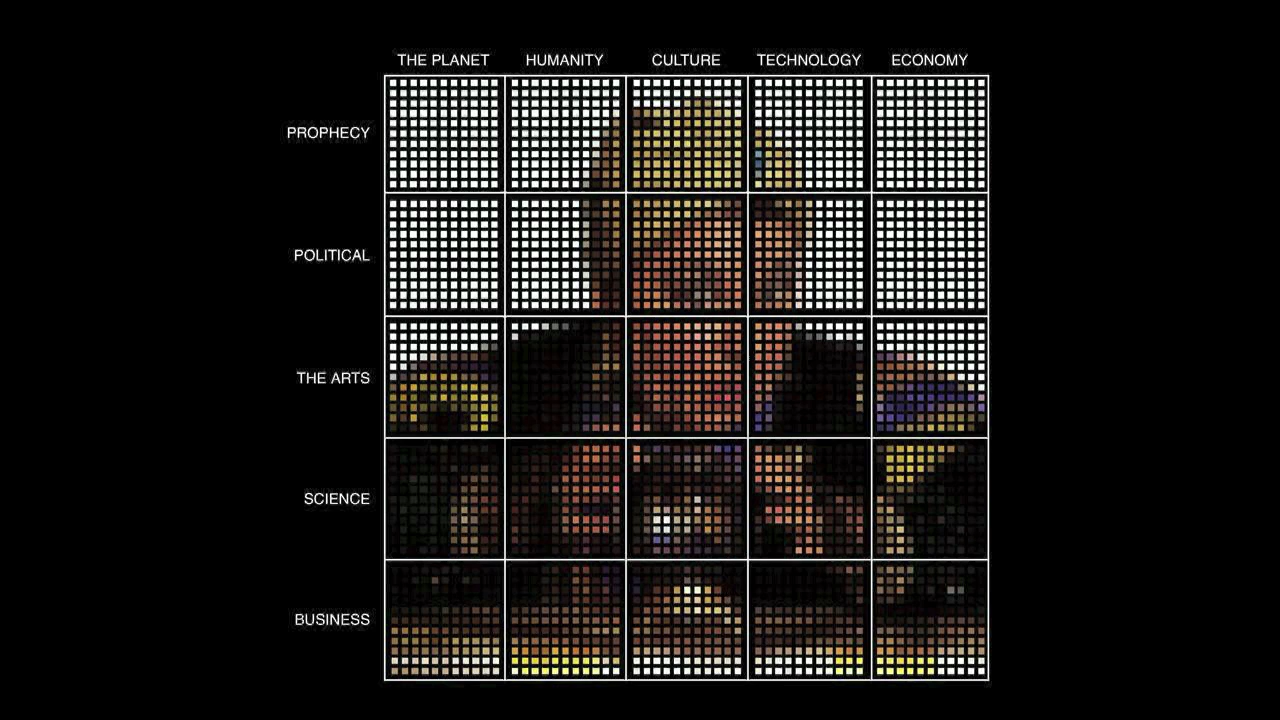 THE PLANET HUMANITY CULTURE TECHNOLOGY ECONOMY
PROPHECY
POLITICAL
THE ARTS
SCIENCE
BUSINESS